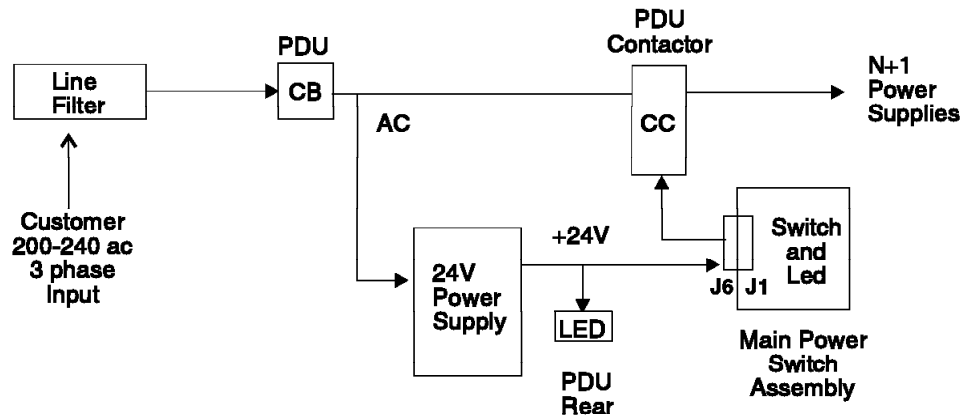 Line
Filter
Customer
200-240 ac
3 phase
Input
PDU
CB
AC
PDU
Contactor
CC
N+1
Power
Supplies
24V
Power
Supply
+24V
LED
PDU
Rear
J6
J1
Switch
and
Led
Main Power
Switch
Assembly